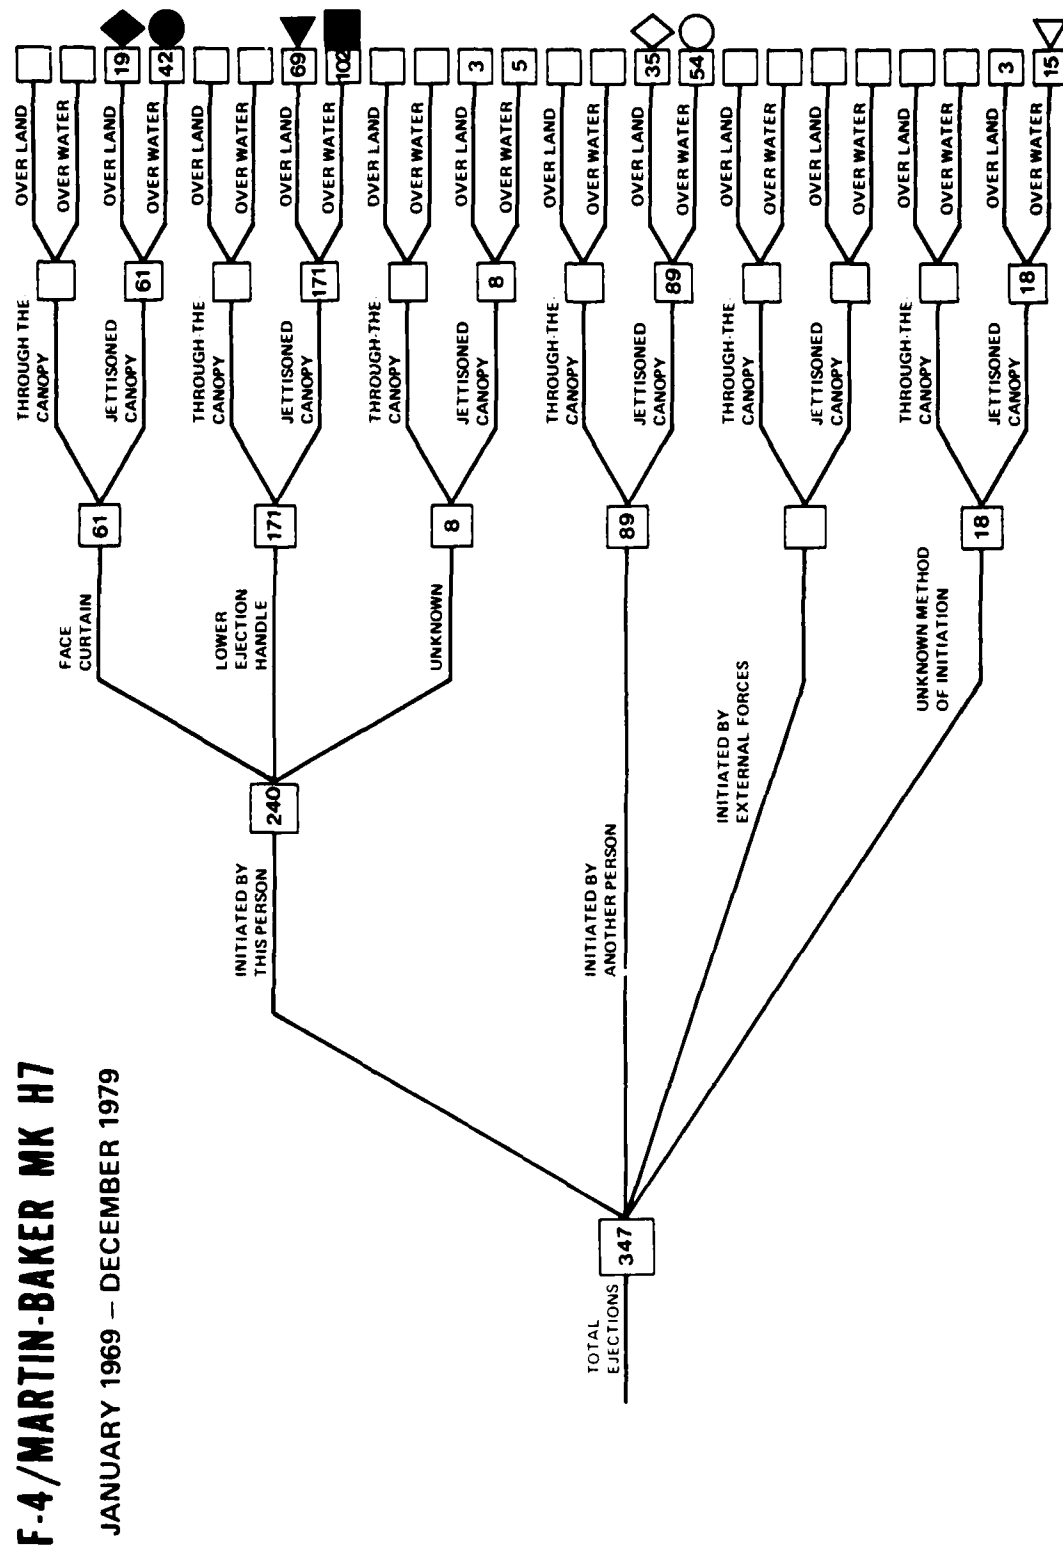 F-4/MARTIN-BAKER MK H7
JANUARY 1969 – DECEMBER 1979
TOTAL
EJECTIONS
347
INITIATED BY
THIS PERSON
240
INITIATED BY
ANOTHER PERSON
INITIATED BY
EXTERNAL FORCES
UNKNOWN METHOD
OF INITIATION
FACE
CURTAIN
61
LOWER
EJECTION
HANDLE
171
UNKNOWN
8
89
18
THROUGH THE
CANOPY
JETTISONED
CANOPY
61
THROUGH-THE
CANOPY
JETTISONED
CANOPY
171
THROUGH-THE-
CANOPY
JETTISONED
CANOPY
8
THROUGH-THE-
CANOPY
JETTISONED
CANOPY
89
THROUGH-THE-
CANOPY
JETTISONED
CANOPY
THROUGH-THE-
CANOPY
JETTISONED
CANOPY
18
OVER LAND
OVER WATER
OVER LAND
19
OVER WATER
42
OVER LAND
OVER WATER
OVER LAND
69
OVER WATER
102
OVER LAND
OVER WATER
OVER LAND
3
OVER WATER
5
OVER LAND
OVER WATER
OVER LAND
35
OVER WATER
54
OVER LAND
OVER WATER
OVER LAND
OVER WATER
OVER LAND
OVER WATER
OVER LAND
3
OVER WATER
15